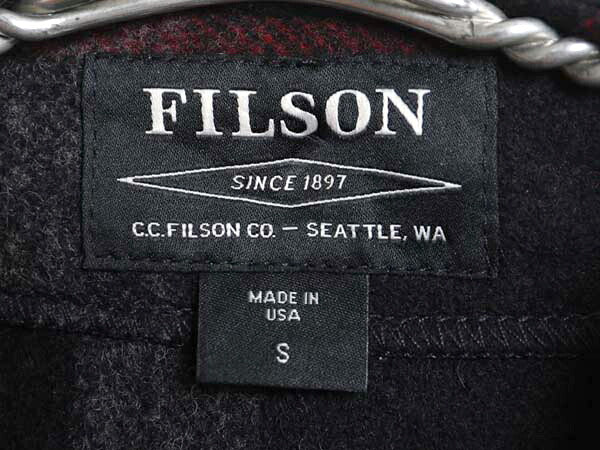 FILSON
SINCE 1897
C.C.FILSON CO. – SEATTLE, WA
MADE IN
USA
S